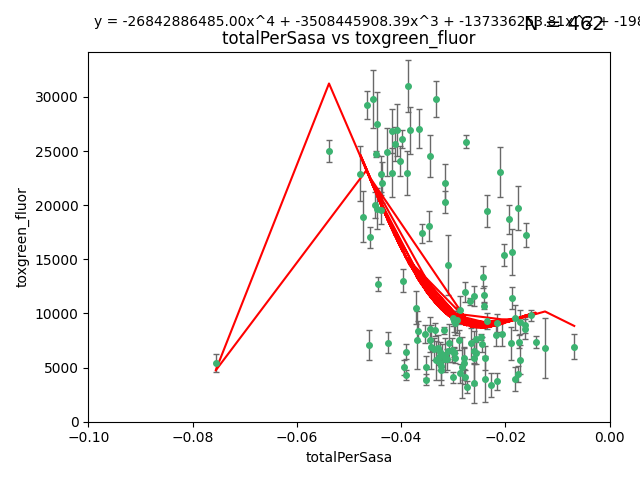 y = -26842886485.00x^4 + -3508445908.39x^3 + -137336
N = 462
totalPerSasa vs toxgreen_fluor
30000
25000
20000
15000
10000
5000
0
toxgreen_fluor
−0.10 −0.08 −0.06 −0.04 −0.02 0.00
totalPerSasa